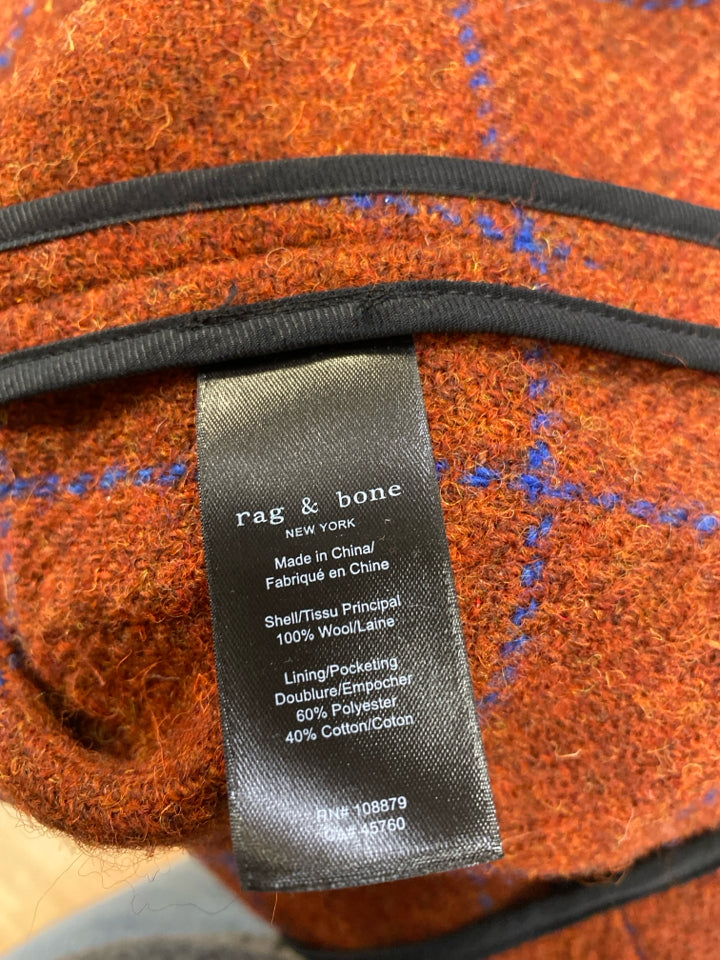 rag & bone
NEW YORK
Made in China/
Fabriqué en Chine
Shell/Tissu Principal
100% Wool/Laine
Lining/Pocketing
Doublure/Empocher
60% Polyester
40% Cotton/Coton
RN# 108879
CA# 45760